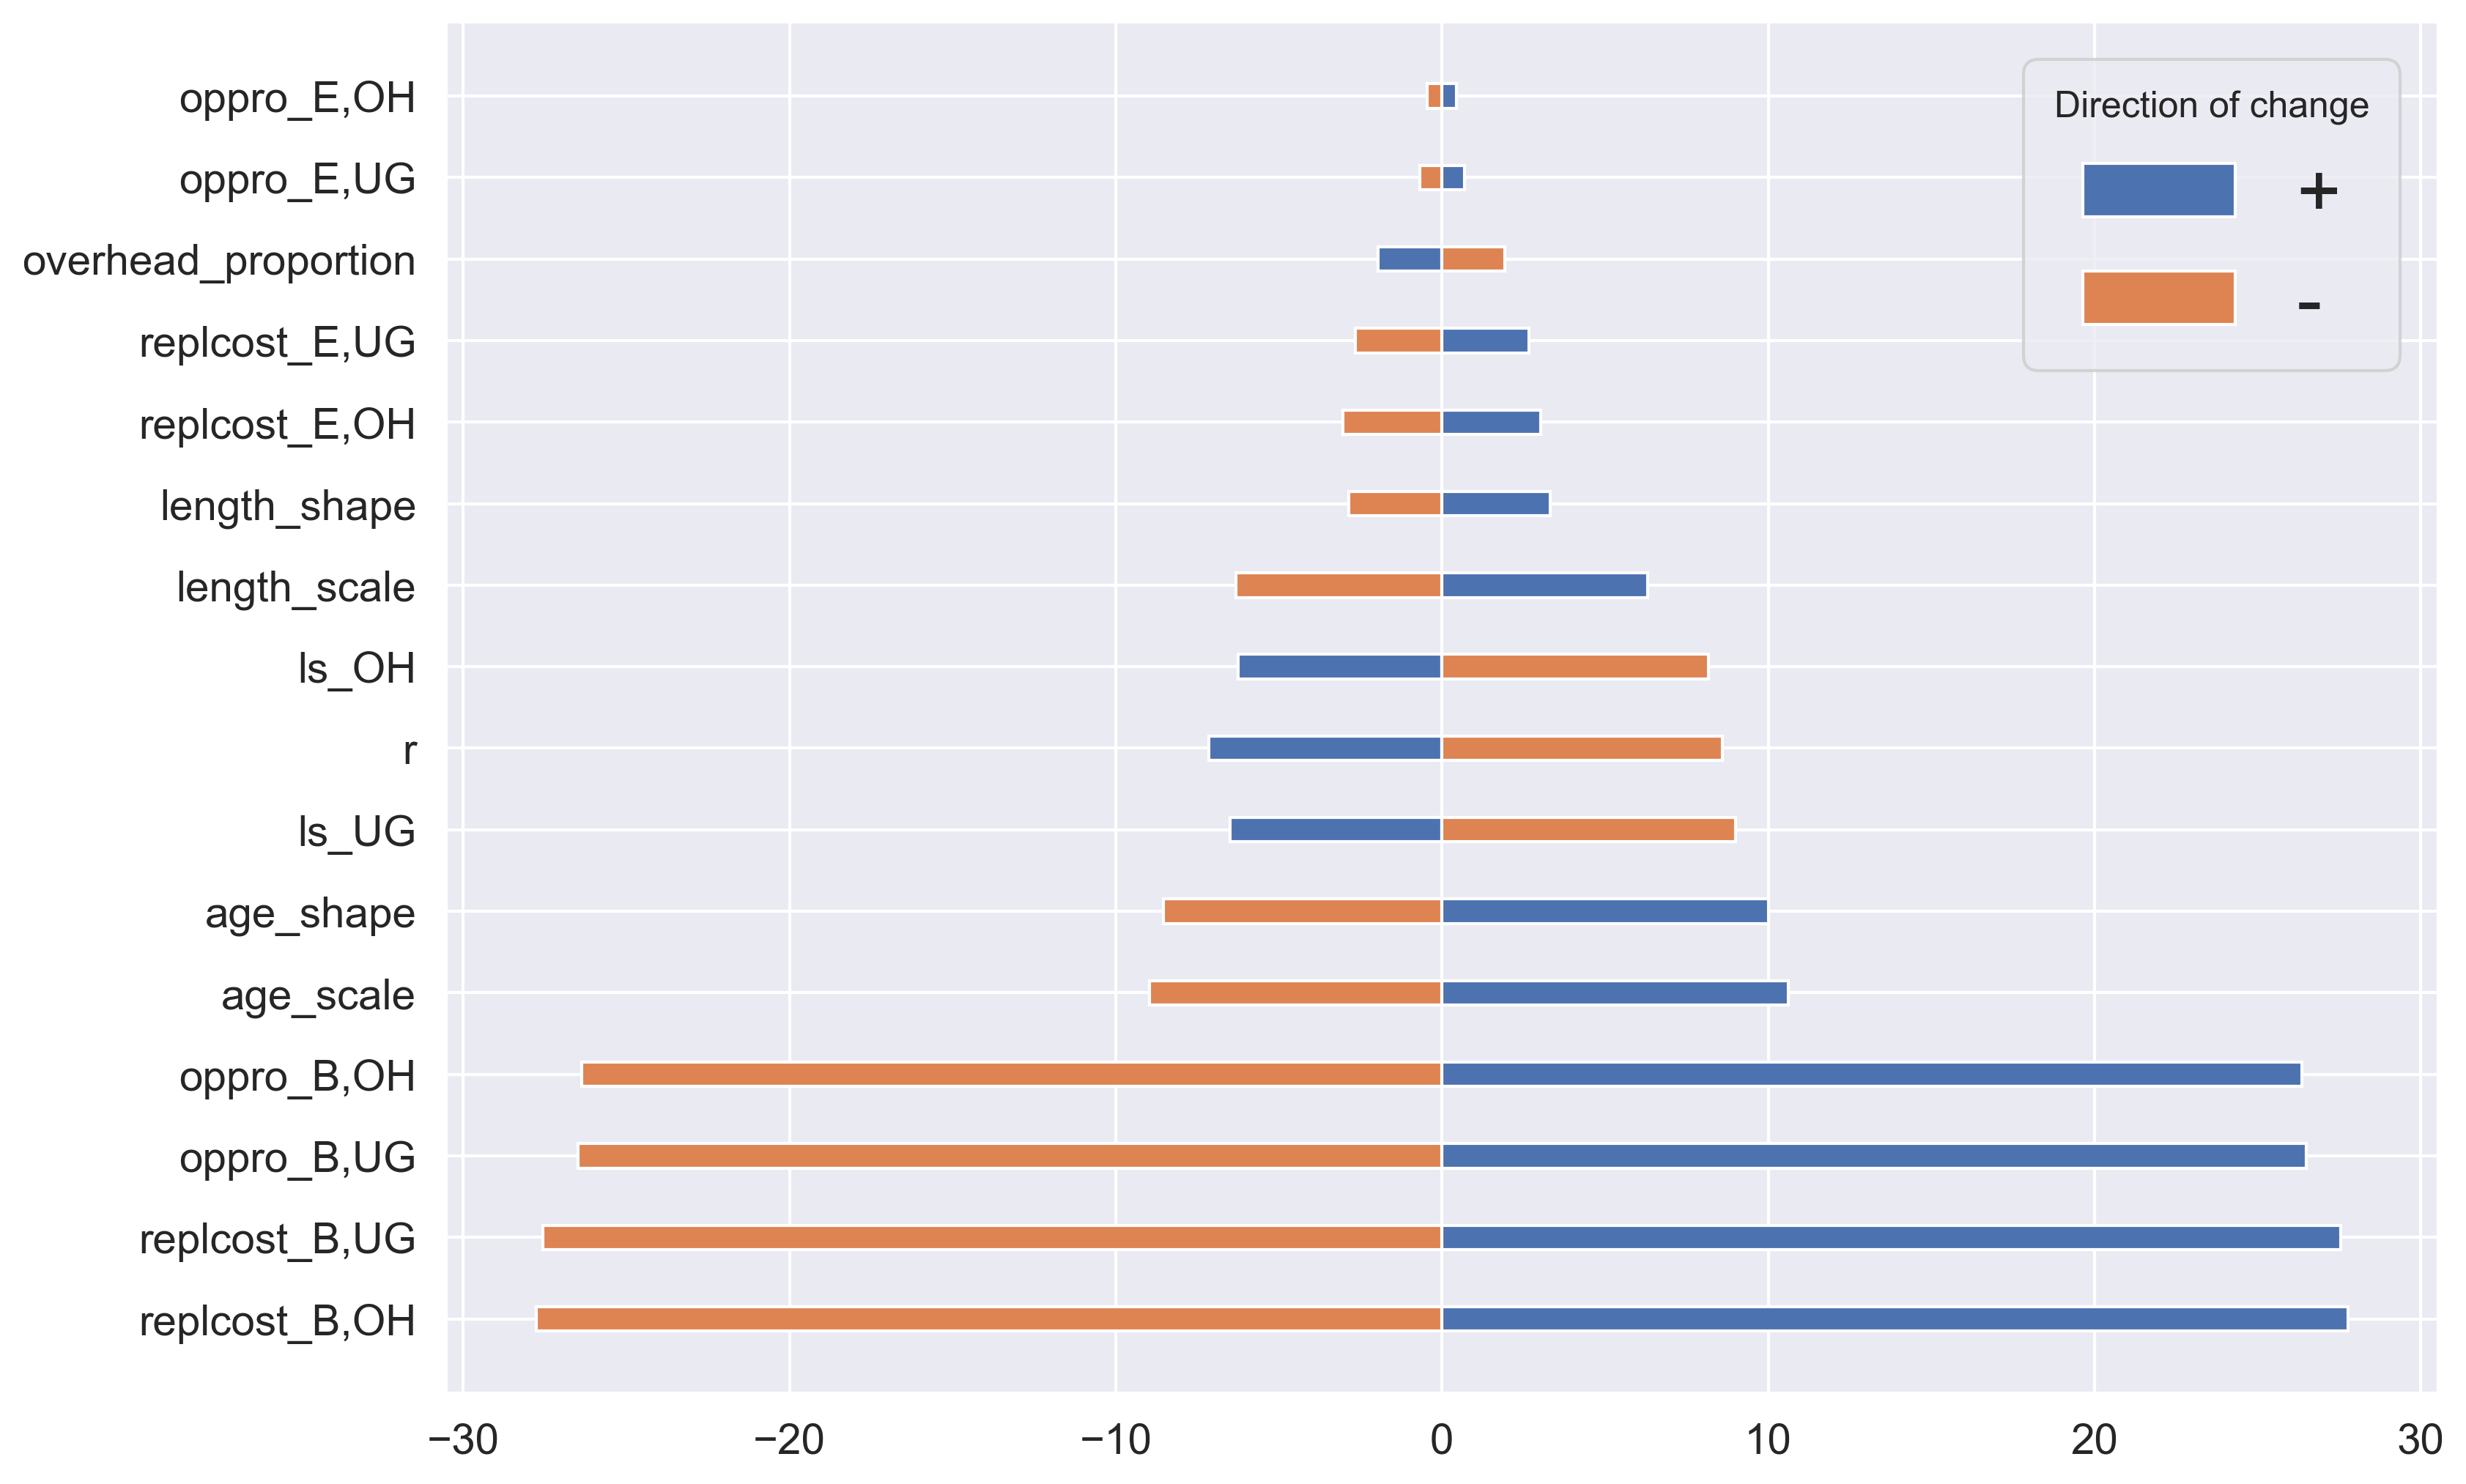 oppro_E,OH
oppro_E,UG
overhead_proportion
replcost_E,UG
replcost_E,OH
length_shape
length_scale
ls_OH
r
ls_UG
age_shape
age_scale
oppro_B,OH
oppro_B,UG
replcost_B,UG
replcost_B,OH
−30 −20 −10 0 10 20 30
Direction of change
+
-